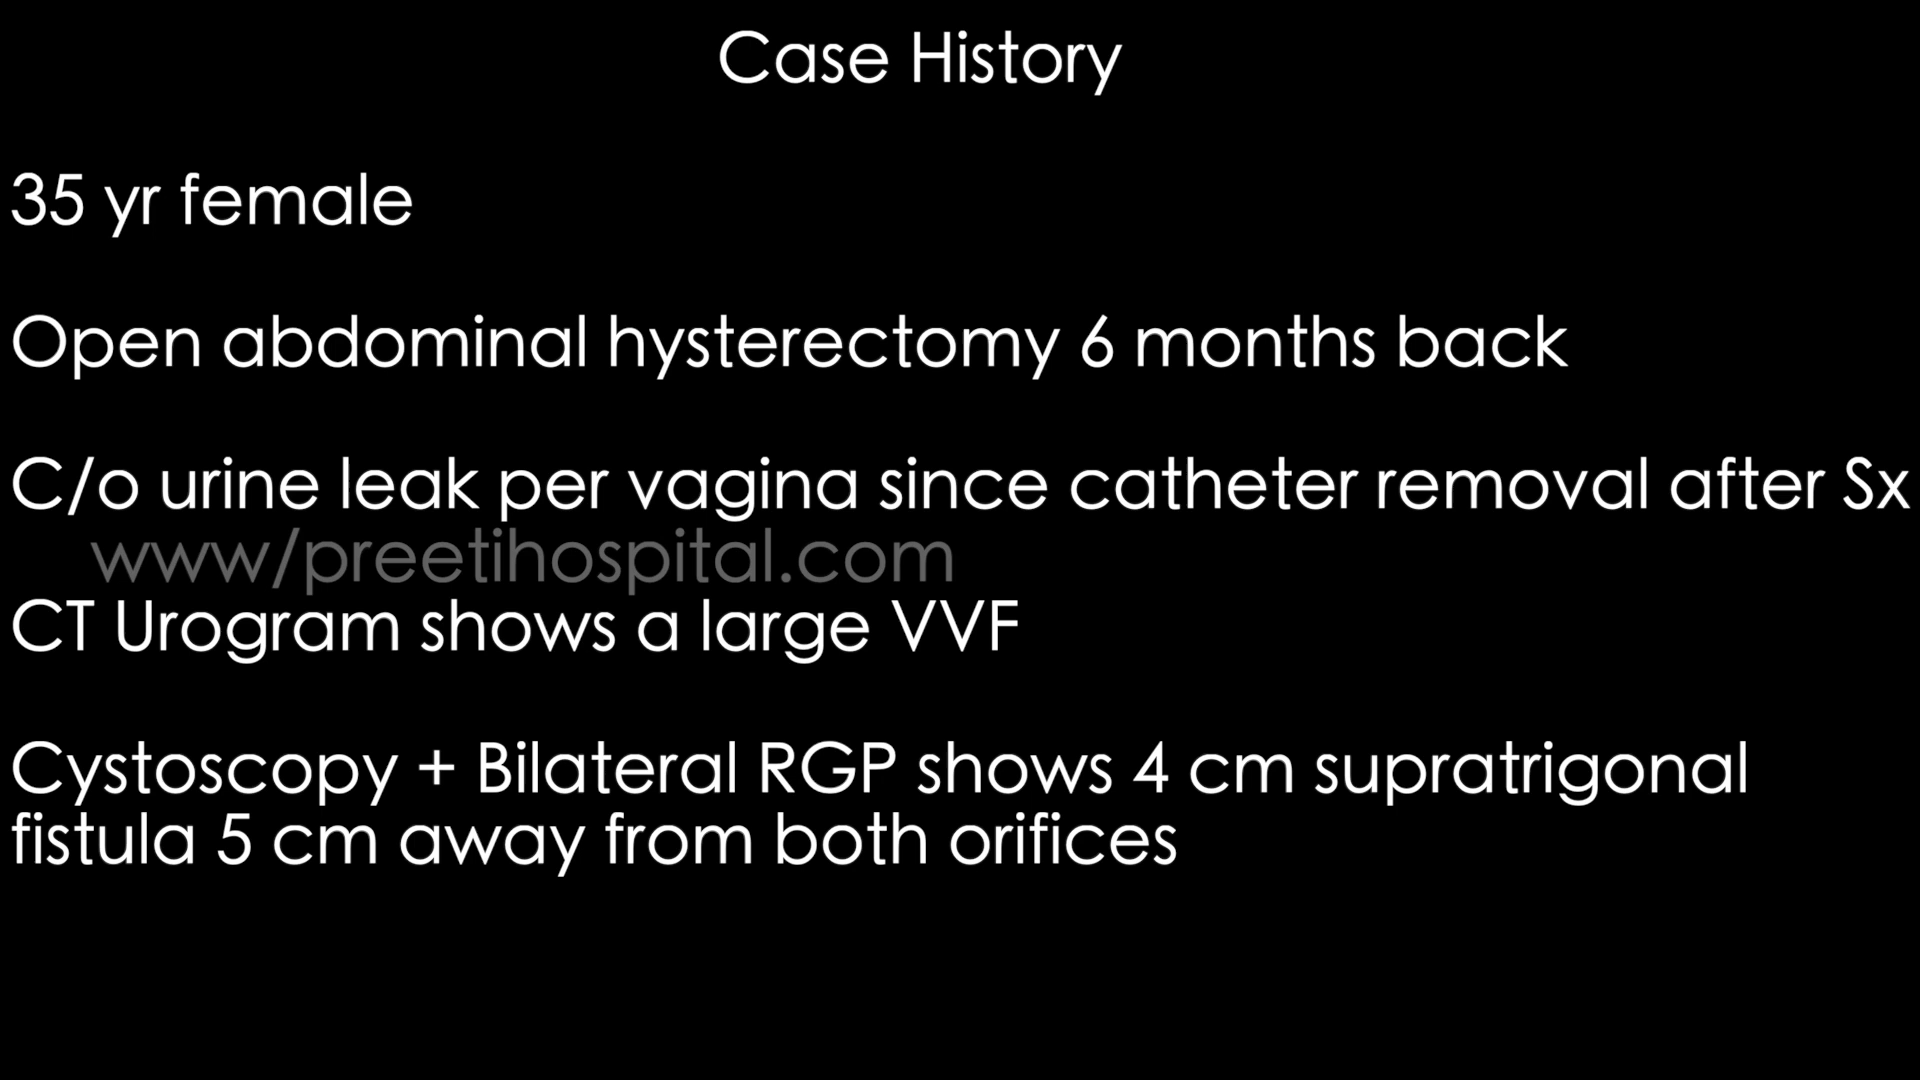 Case History
35 yr female
Open abdominal hysterectomy 6 months back
C/o urine leak per vagina since catheter removal after Sx
www/preetihospital.com
CT Urogram shows a large VVF
Cystoscopy + Bilateral RGP shows 4 cm supratrigonal
fistula 5 cm away from both orifices